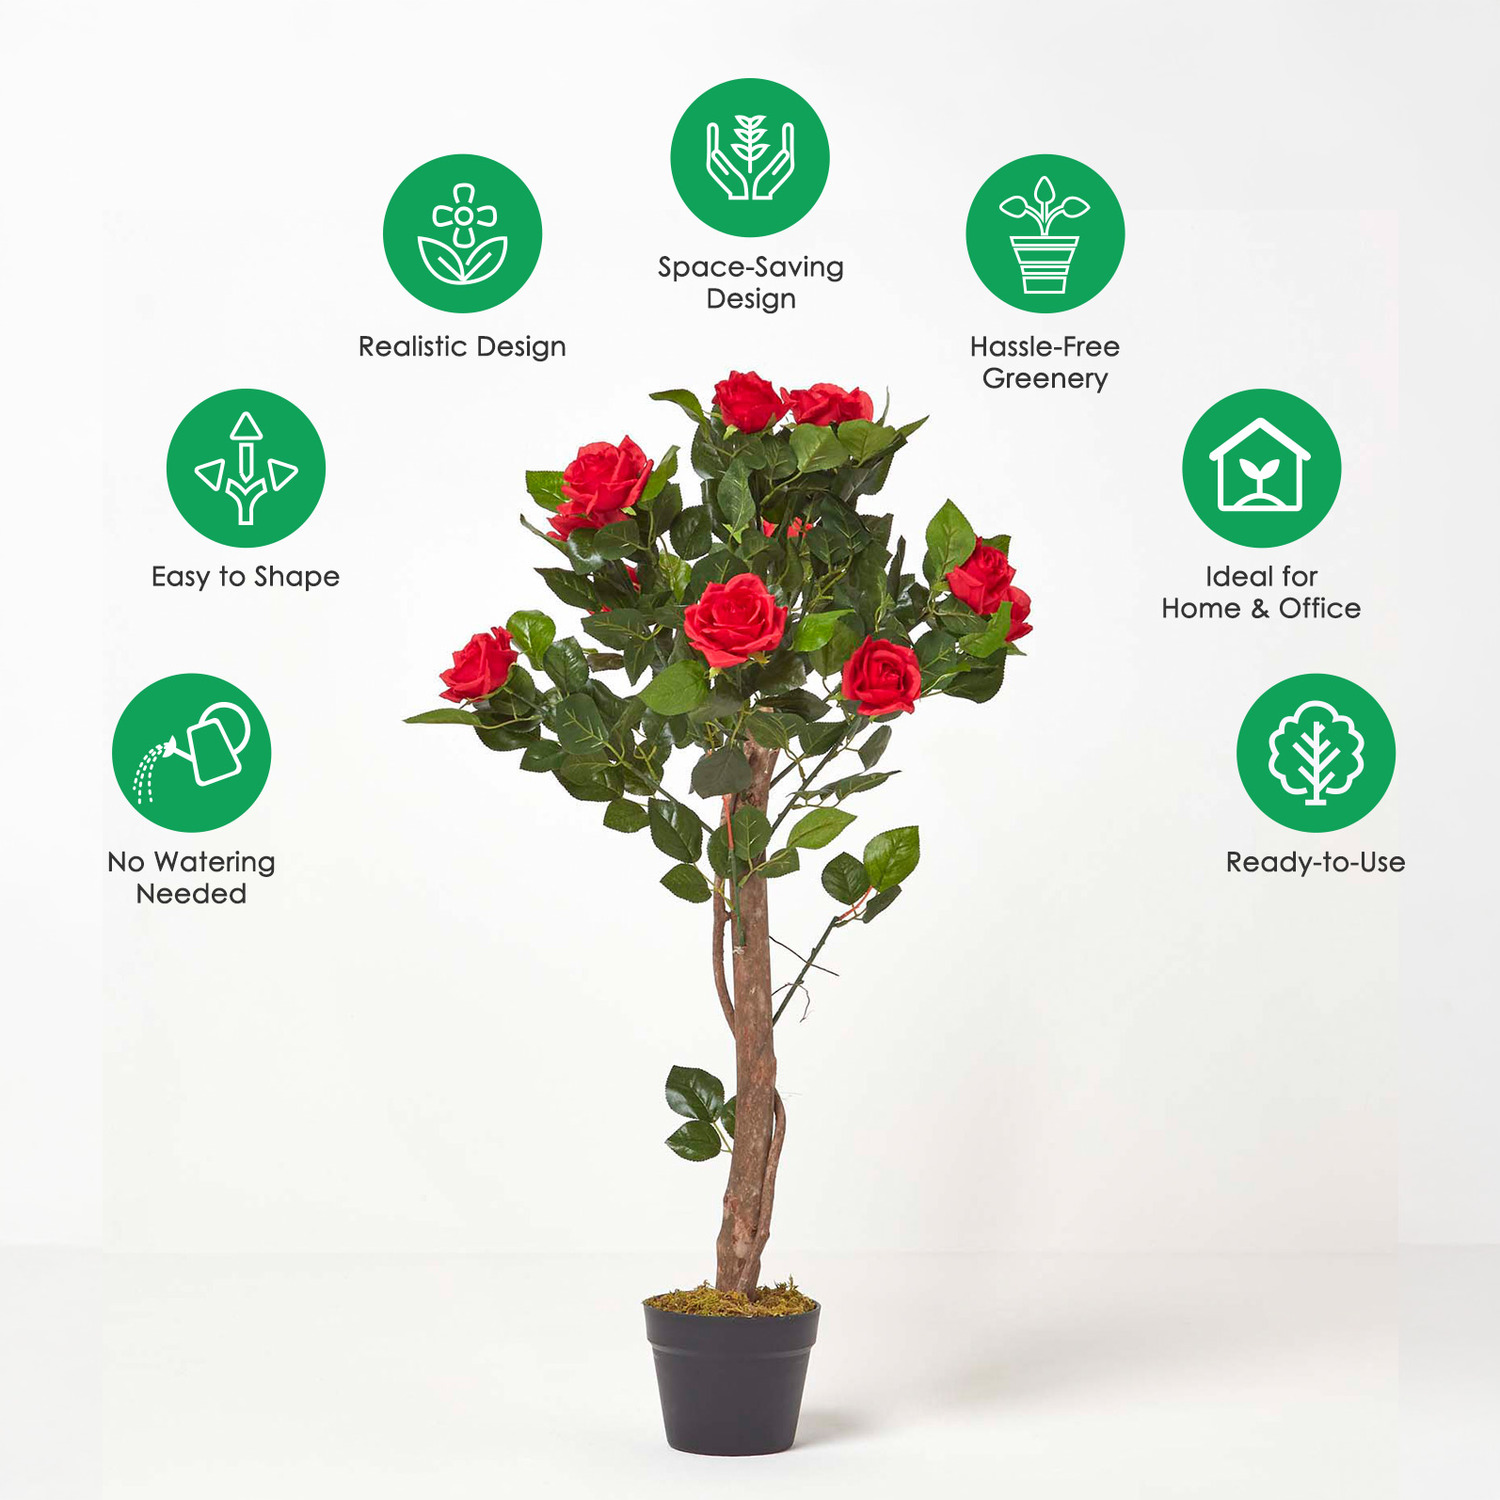 Space-Saving
Design
Realistic Design
Hassle-Free
Greenery
Easy to Shape
Ideal for
Home & Office
No Watering
Needed
Ready-to-Use